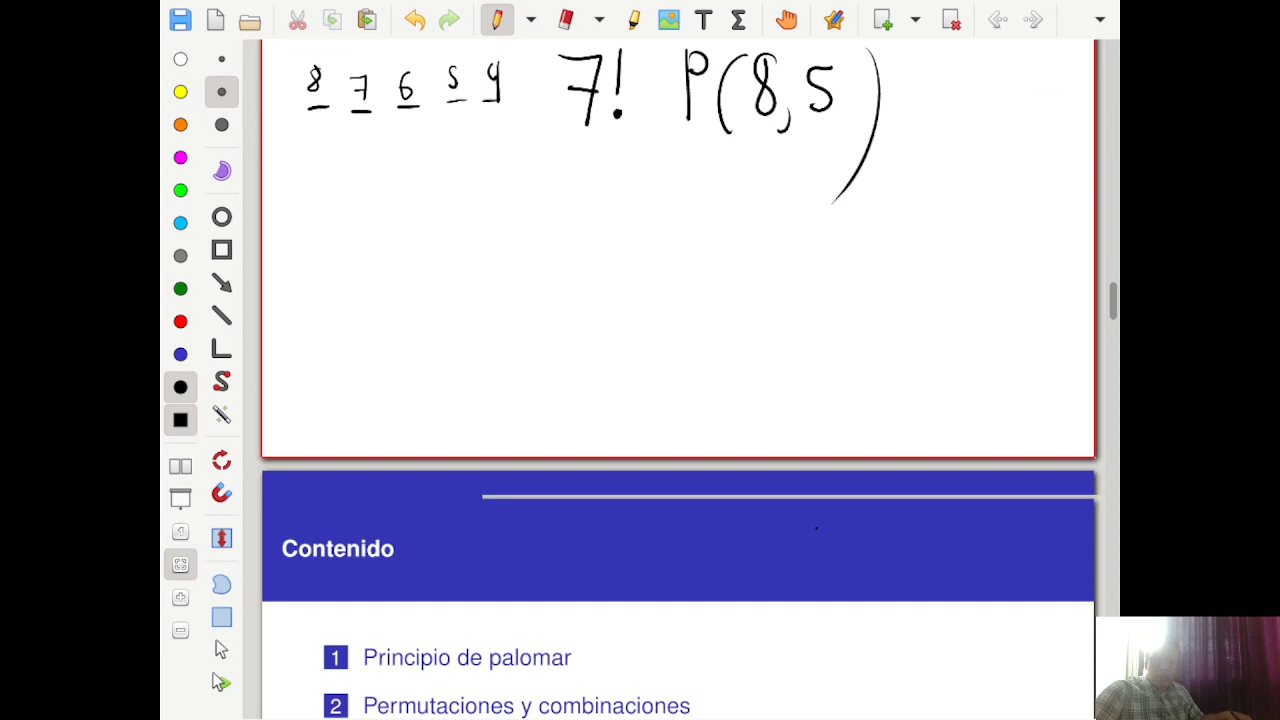 8 7 6 5 4 7! P(8,5)
Contenido
1 Principio de palomar
2 Permutaciones y combinaciones